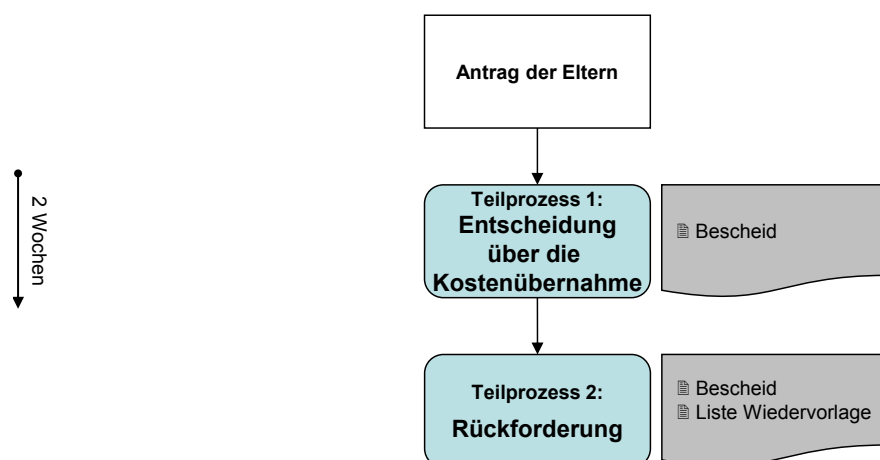 Antrag der Eltern
2 Wochen
Teilprozess 1:
Entscheidung
über die
Kostenübernahme
Bescheid
Teilprozess 2:
Rückforderung
Bescheid
Liste Wiedervorlage